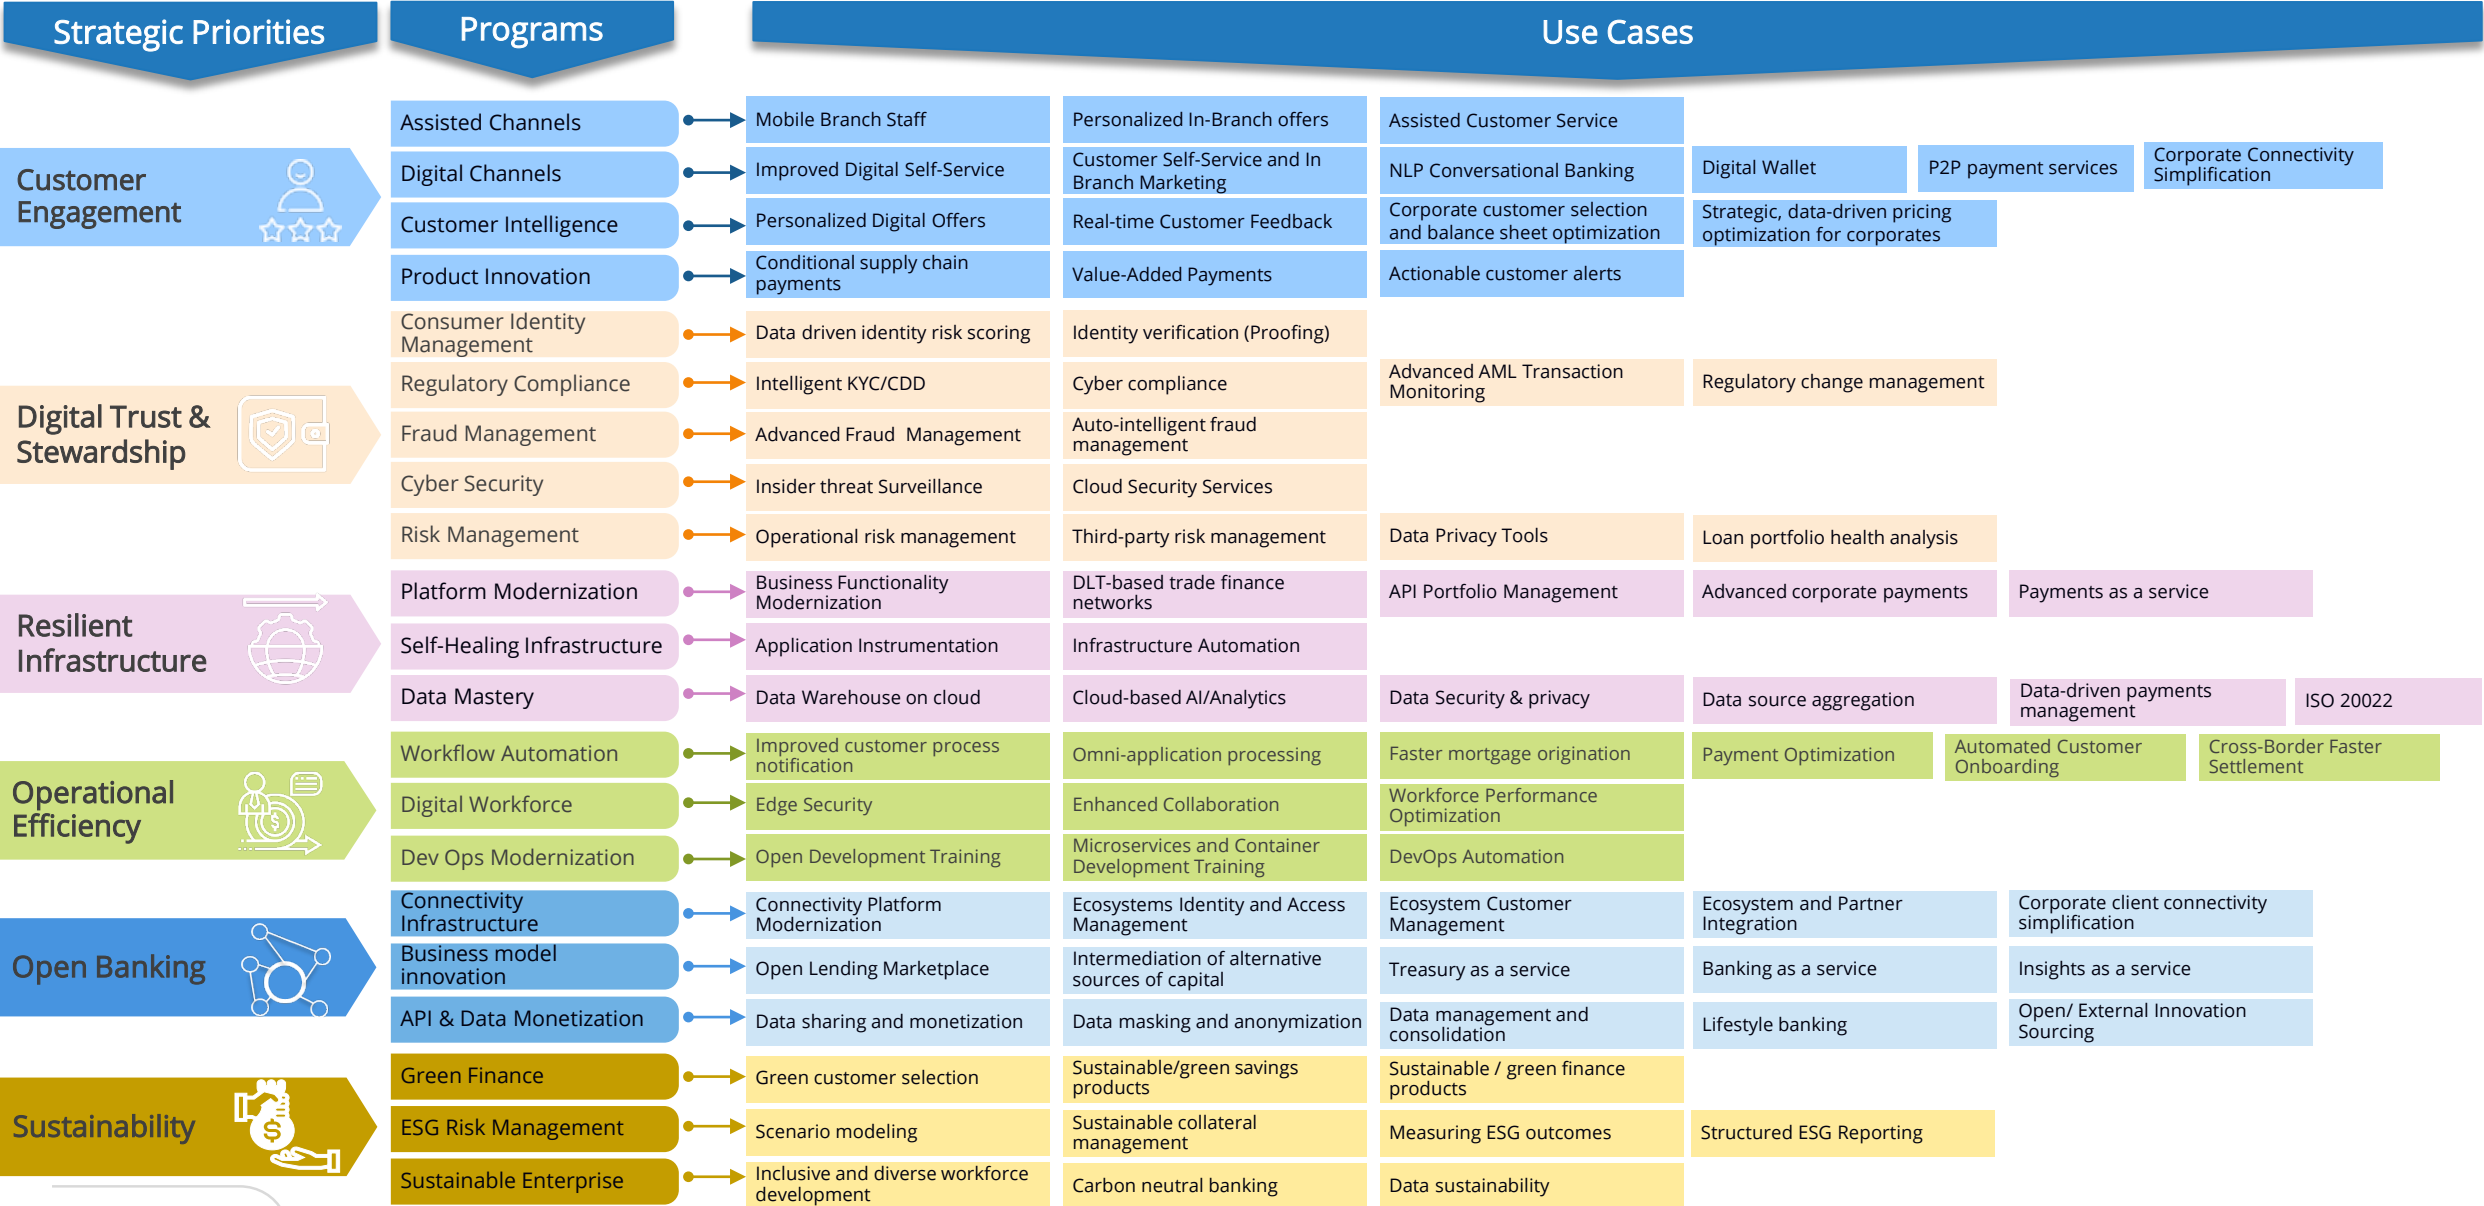 Strategic Priorities
Programs
Use Cases
Customer
Engagement
Assisted Channels
Mobile Branch Staff
Personalized In-Branch offers
Assisted Customer Service
Digital Channels
Improved Digital Self-Service
Customer Self-Service and In
Branch Marketing
NLP Conversational Banking
Digital Wallet
P2P payment services
Corporate Connectivity
Simplification
Customer Intelligence
Personalized Digital Offers
Real-time Customer Feedback
Corporate customer selection
and balance sheet optimization
Strategic, data-driven pricing
optimization for corporates
Product Innovation
Conditional supply chain
payments
Value-Added Payments
Actionable customer alerts
Digital Trust &
Stewardship
Consumer Identity
Management
Data driven identity risk scoring
Identity verification (Proofing)
Regulatory Compliance
Intelligent KYC/CDD
Cyber compliance
Advanced AML Transaction
Monitoring
Regulatory change management
Fraud Management
Advanced Fraud  Management
Auto-intelligent fraud
management
Cyber Security
Insider threat Surveillance
Cloud Security Services
Risk Management
Operational risk management
Third-party risk management
Data Privacy Tools
Loan portfolio health analysis
Resilient
Infrastructure
Platform Modernization
Business Functionality
Modernization
DLT-based trade finance
networks
API Portfolio Management
Advanced corporate payments
Payments as a service
Self-Healing Infrastructure
Application Instrumentation
Infrastructure Automation
Data Mastery
Data Warehouse on cloud
Cloud-based AI/Analytics
Data Security & privacy
Data source aggregation
Data-driven payments
management
ISO 20022
Operational
Efficiency
Workflow Automation
Improved customer process
notification
Omni-application processing
Faster mortgage origination
Payment Optimization
Automated Customer
Onboarding
Cross-Border Faster
Settlement
Digital Workforce
Edge Security
Enhanced Collaboration
Workforce Performance
Optimization
Dev Ops Modernization
Open Development Training
Microservices and Container
Development Training
DevOps Automation
Open Banking
Connectivity
Infrastructure
Connectivity Platform
Modernization
Ecosystems Identity and Access
Management
Ecosystem Customer
Management
Ecosystem and Partner
Integration
Corporate client connectivity
simplification
Business model
innovation
Open Lending Marketplace
Intermediation of alternative
sources of capital
Treasury as a service
Banking as a service
Insights as a service
API & Data Monetization
Data sharing and monetization
Data masking and anonymization
Data management and
consolidation
Lifestyle banking
Open/ External Innovation
Sourcing
Sustainability
Green Finance
Green customer selection
Sustainable/green savings
products
Sustainable / green finance
products
ESG Risk Management
Scenario modeling
Sustainable collateral
management
Measuring ESG outcomes
Structured ESG Reporting
Sustainable Enterprise
Inclusive and diverse workforce
development
Carbon neutral banking
Data sustainability